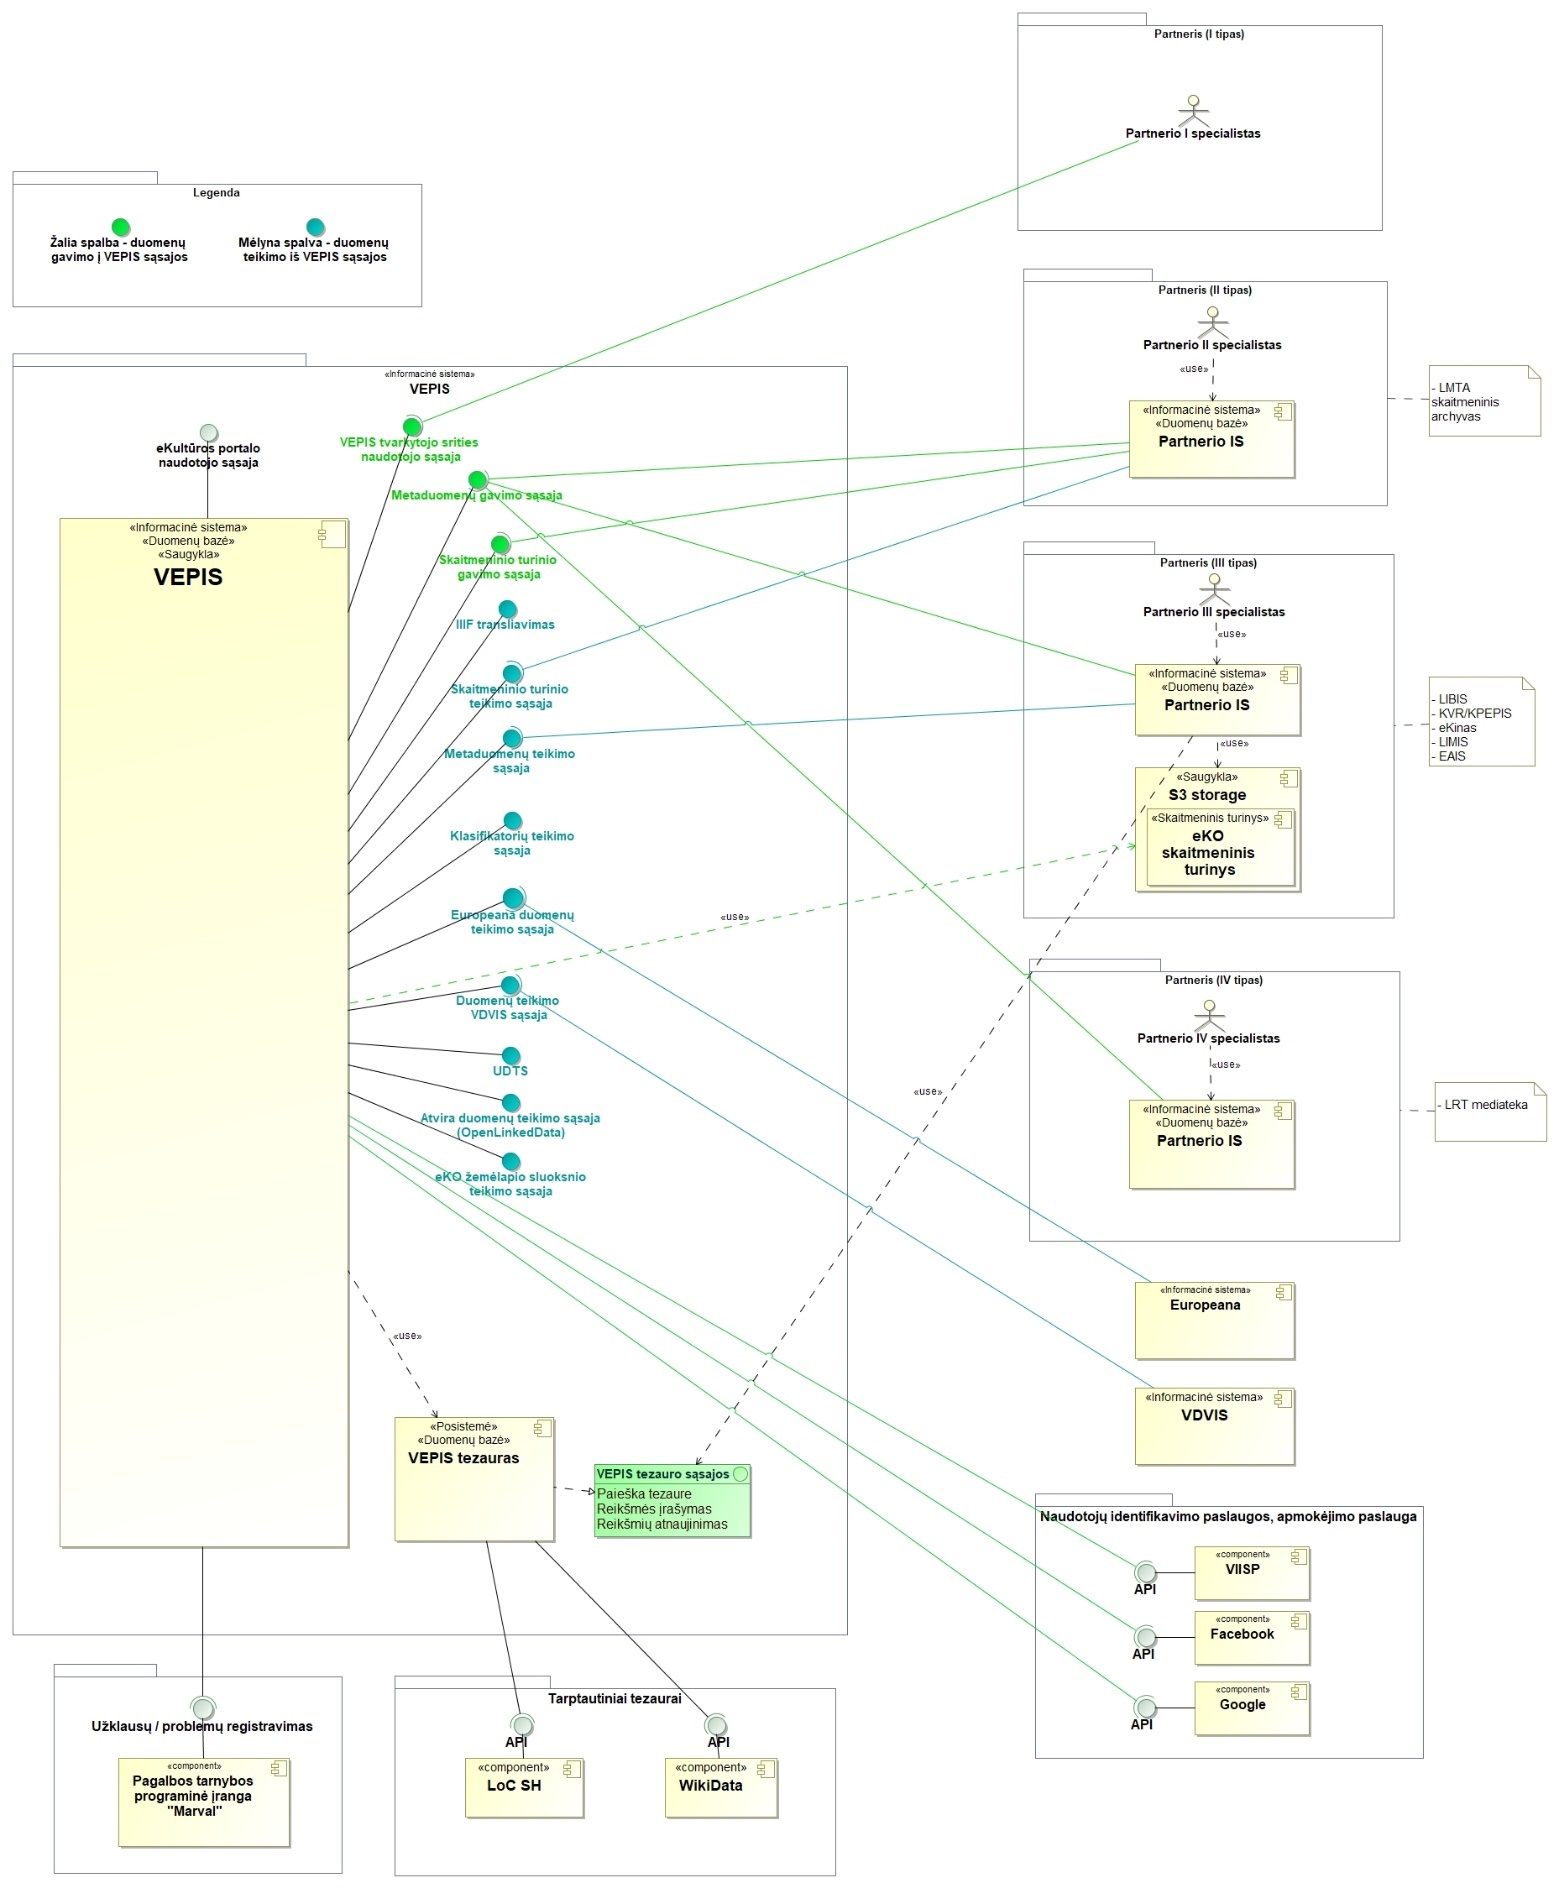 Partneris (I tipas)
Partnerio I specialistas
Legenda
Žalia spalba - duomenų
gavimo į VEPIS sąsajos
Mėlyna spalva - duomenų
teikimo iš VEPIS sąsajos
Partneris (II tipas)
Partnerio II specialistas
«use»
«Informacinė sistema»
«Duomenų bazė»
Partnerio IS
- LMTA
skaitmeninis
archyvas
«Informacinė sistema»
VEPIS
eKultūros portalo
naudotojo sąsaja
VEPIS tvarkytojo srities
naudotojo sąsaja
Metaduomenų gavimo sąsaja
Skaitmeninio turinio
gavimo sąsaja
IIIF transliavimas
Skaitmeninio turinio
teikimo sąsaja
Metaduomenų teikimo
sąsaja
Klasifikatorių teikimo
sąsaja
Europeana duomenų
teikimo sąsaja
Duomenų teikimo
VDVIS sąsaja
UDTS
Atvira duomenų teikimo sąsaja
(OpenLinkedData)
eKO žemėlapio sluoksnio
teikimo sąsaja
«Informacinė sistema»
«Duomenų bazė»
«Saugykla»
VEPIS
Partneris (III tipas)
Partnerio III specialistas
«use»
«Informacinė sistema»
«Duomenų bazė»
Partnerio IS
«use»
«Saugykla»
S3 storage
«Skaitmeninis turinys»
eKO
skaitmeninis
turinys
- LIBIS
- KVR/KPEPIS
- eKinas
- LIMIS
- EAIS
«use»
«use»
Partneris (IV tipas)
Partnerio IV specialistas
«use»
«Informacinė sistema»
«Duomenų bazė»
Partnerio IS
- LRT mediateka
«Informacinė sistema»
Europeana
«Informacinė sistema»
VDVIS
«use»
«Posistemė»
«Duomenų bazė»
VEPIS tezauras
VEPIS tezauro sąsajos
Paieška tezaure
Reikšmės įrašymas
Reikšmių atnaujinimas
Naudotojų identifikavimo paslaugos, apmokėjimo paslauga
API
«component»
VIISP
API
«component»
Facebook
API
«component»
Google
Užklausų / problemų registravimas
«component»
Pagalbos tarnybos
programinė įranga
"Marval"
Tarptautiniai tezaurai
API
API
«component»
LoC SH
«component»
WikiData